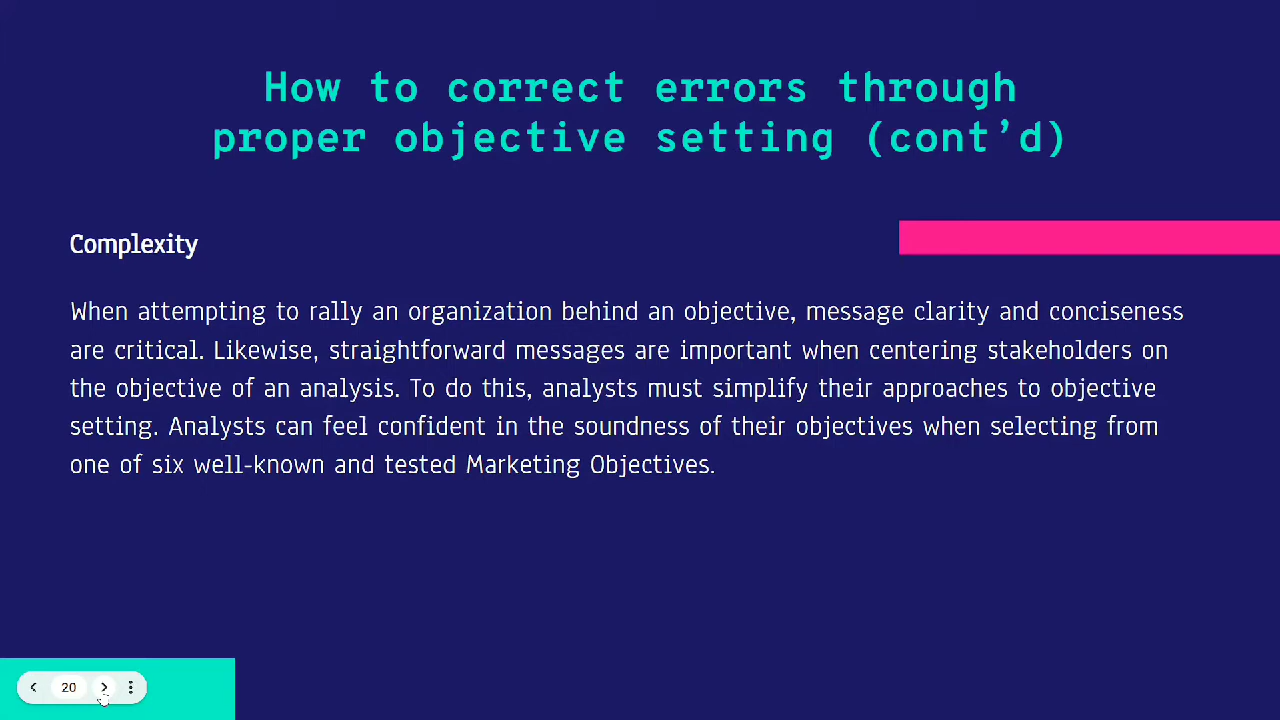 How to correct errors through
proper objective setting (cont’d)
Complexity
When attempting to rally an organization behind an objective, message clarity and conciseness
are critical. Likewise, straightforward messages are important when centering stakeholders on
the objective of an analysis. To do this, analysts must simplify their approaches to objective
setting. Analysts can feel confident in the soundness of their objectives when selecting from
one of six well-known and tested Marketing Objectives.
20